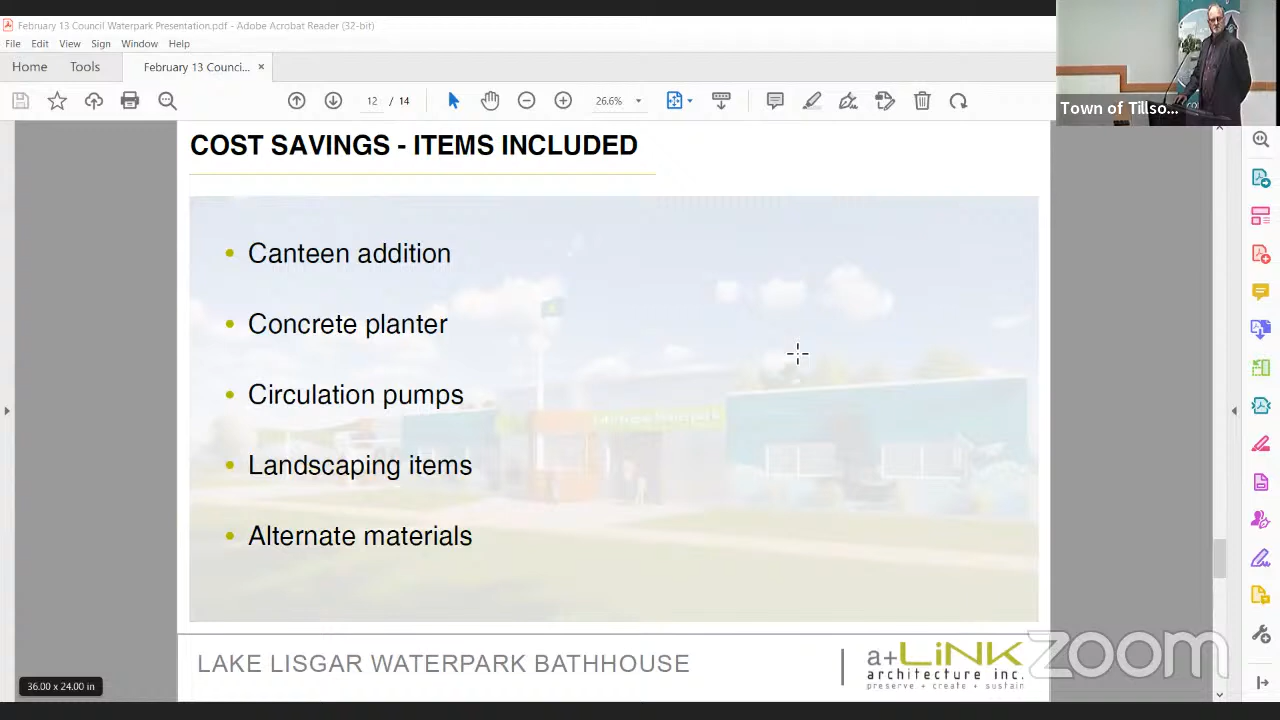 February 13 Council Waterpark Presentation.pdf - Adobe Acrobat Reader (32-bit)
File Edit View Sign Window Help
Home Tools February 13 Counci... ×
12 / 14 26.6%
Town of Tillso...
COST SAVINGS - ITEMS INCLUDED
• Canteen addition
• Concrete planter
• Circulation pumps
• Landscaping items
• Alternate materials
LAKE LISGAR WATERPARK BATHHOUSE
a+LiNK
architecture inc.
preserve + create + sustain
zoom
36.00 x 24.00 in